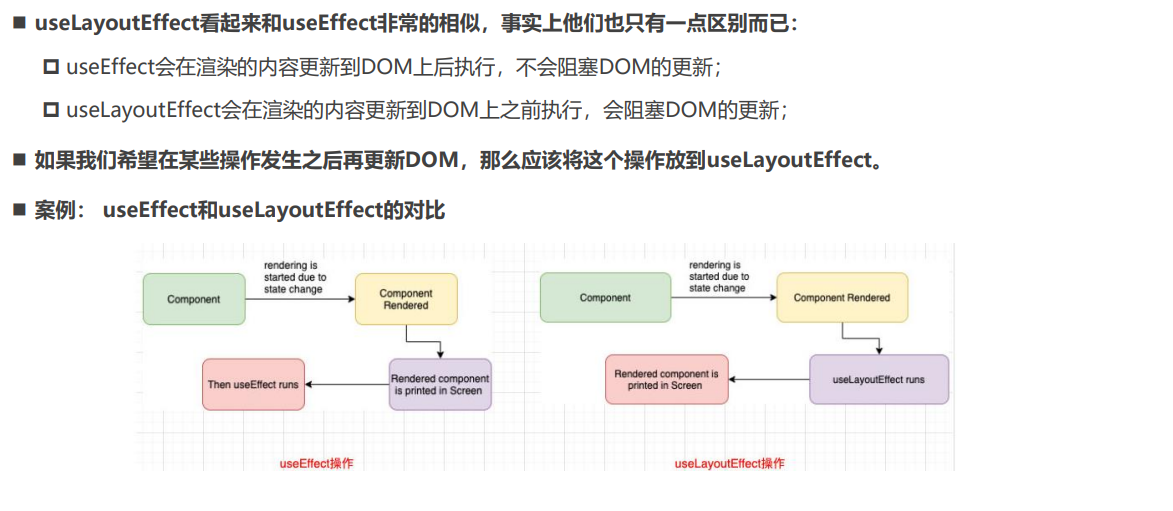 ■ useLayoutEffect看起来和useEffect非常的相似，事实上他们也只有一点区别而已：
useEffect会在渲染的内容更新到DOM上后执行，不会阻塞DOM的更新；
useLayoutEffect会在渲染的内容更新到DOM上之前执行，会阻塞DOM的更新；
■ 如果我们希望在某些操作发生之后再更新DOM，那么应该将这个操作放到useLayoutEffect。
■ 案例： useEffect和useLayoutEffect的对比
Component
rendering is
started due to
state change
Component
Rendered
Rendered component
is printed in Screen
Then useEffect runs
useEffect操作
Component
rendering is
started due to
state change
Component Rendered
useLayoutEffect runs
Rendered component is
printed in Screen
useLayoutEffect操作